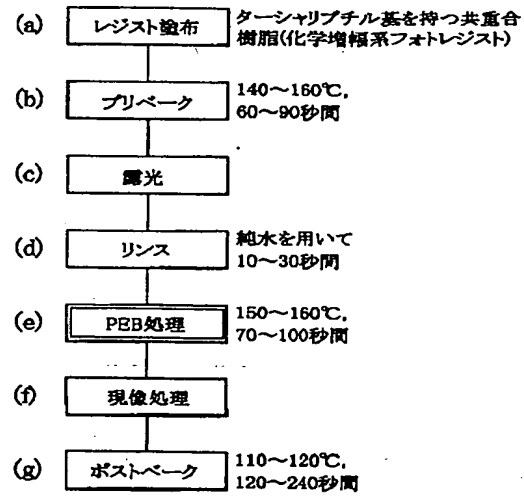 (a) レジスト塗布 ターシャリブチル基を持つ共重合
樹脂(化学増幅系フォトレジスト)
(b) プリベーク 140～160℃,
60～90秒間
(c) 露光
(d) リンス 純水を用いて
10～30秒間
(e) PEB処理 150～160℃,
70～100秒間
(f) 現像処理
(g) ポストベーク 110～120℃,
120～240秒間